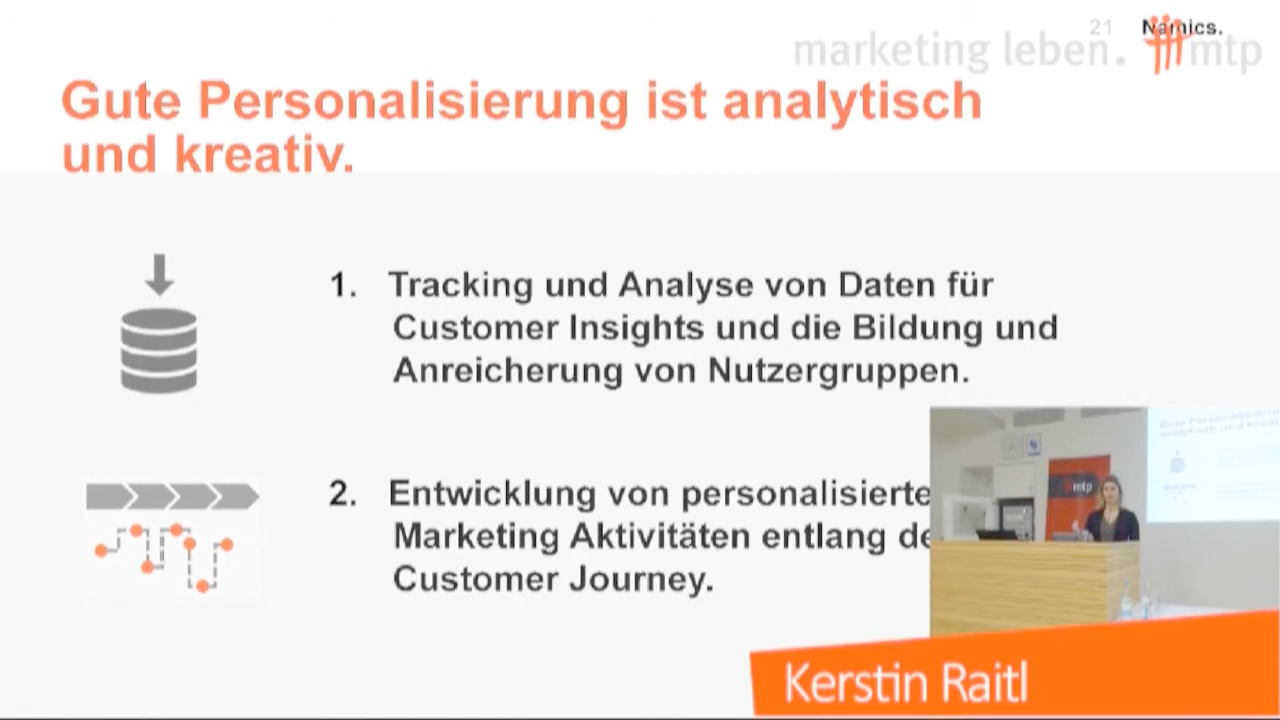 21 Namics.
marketing leben. mtp
Gute Personalisierung ist analytisch
und kreativ.
1. Tracking und Analyse von Daten für
Customer Insights und die Bildung und
Anreicherung von Nutzergruppen.
2. Entwicklung von personalisierte
Marketing Aktivitäten entlang de
Customer Journey.
mtp
Kerstin Raitl